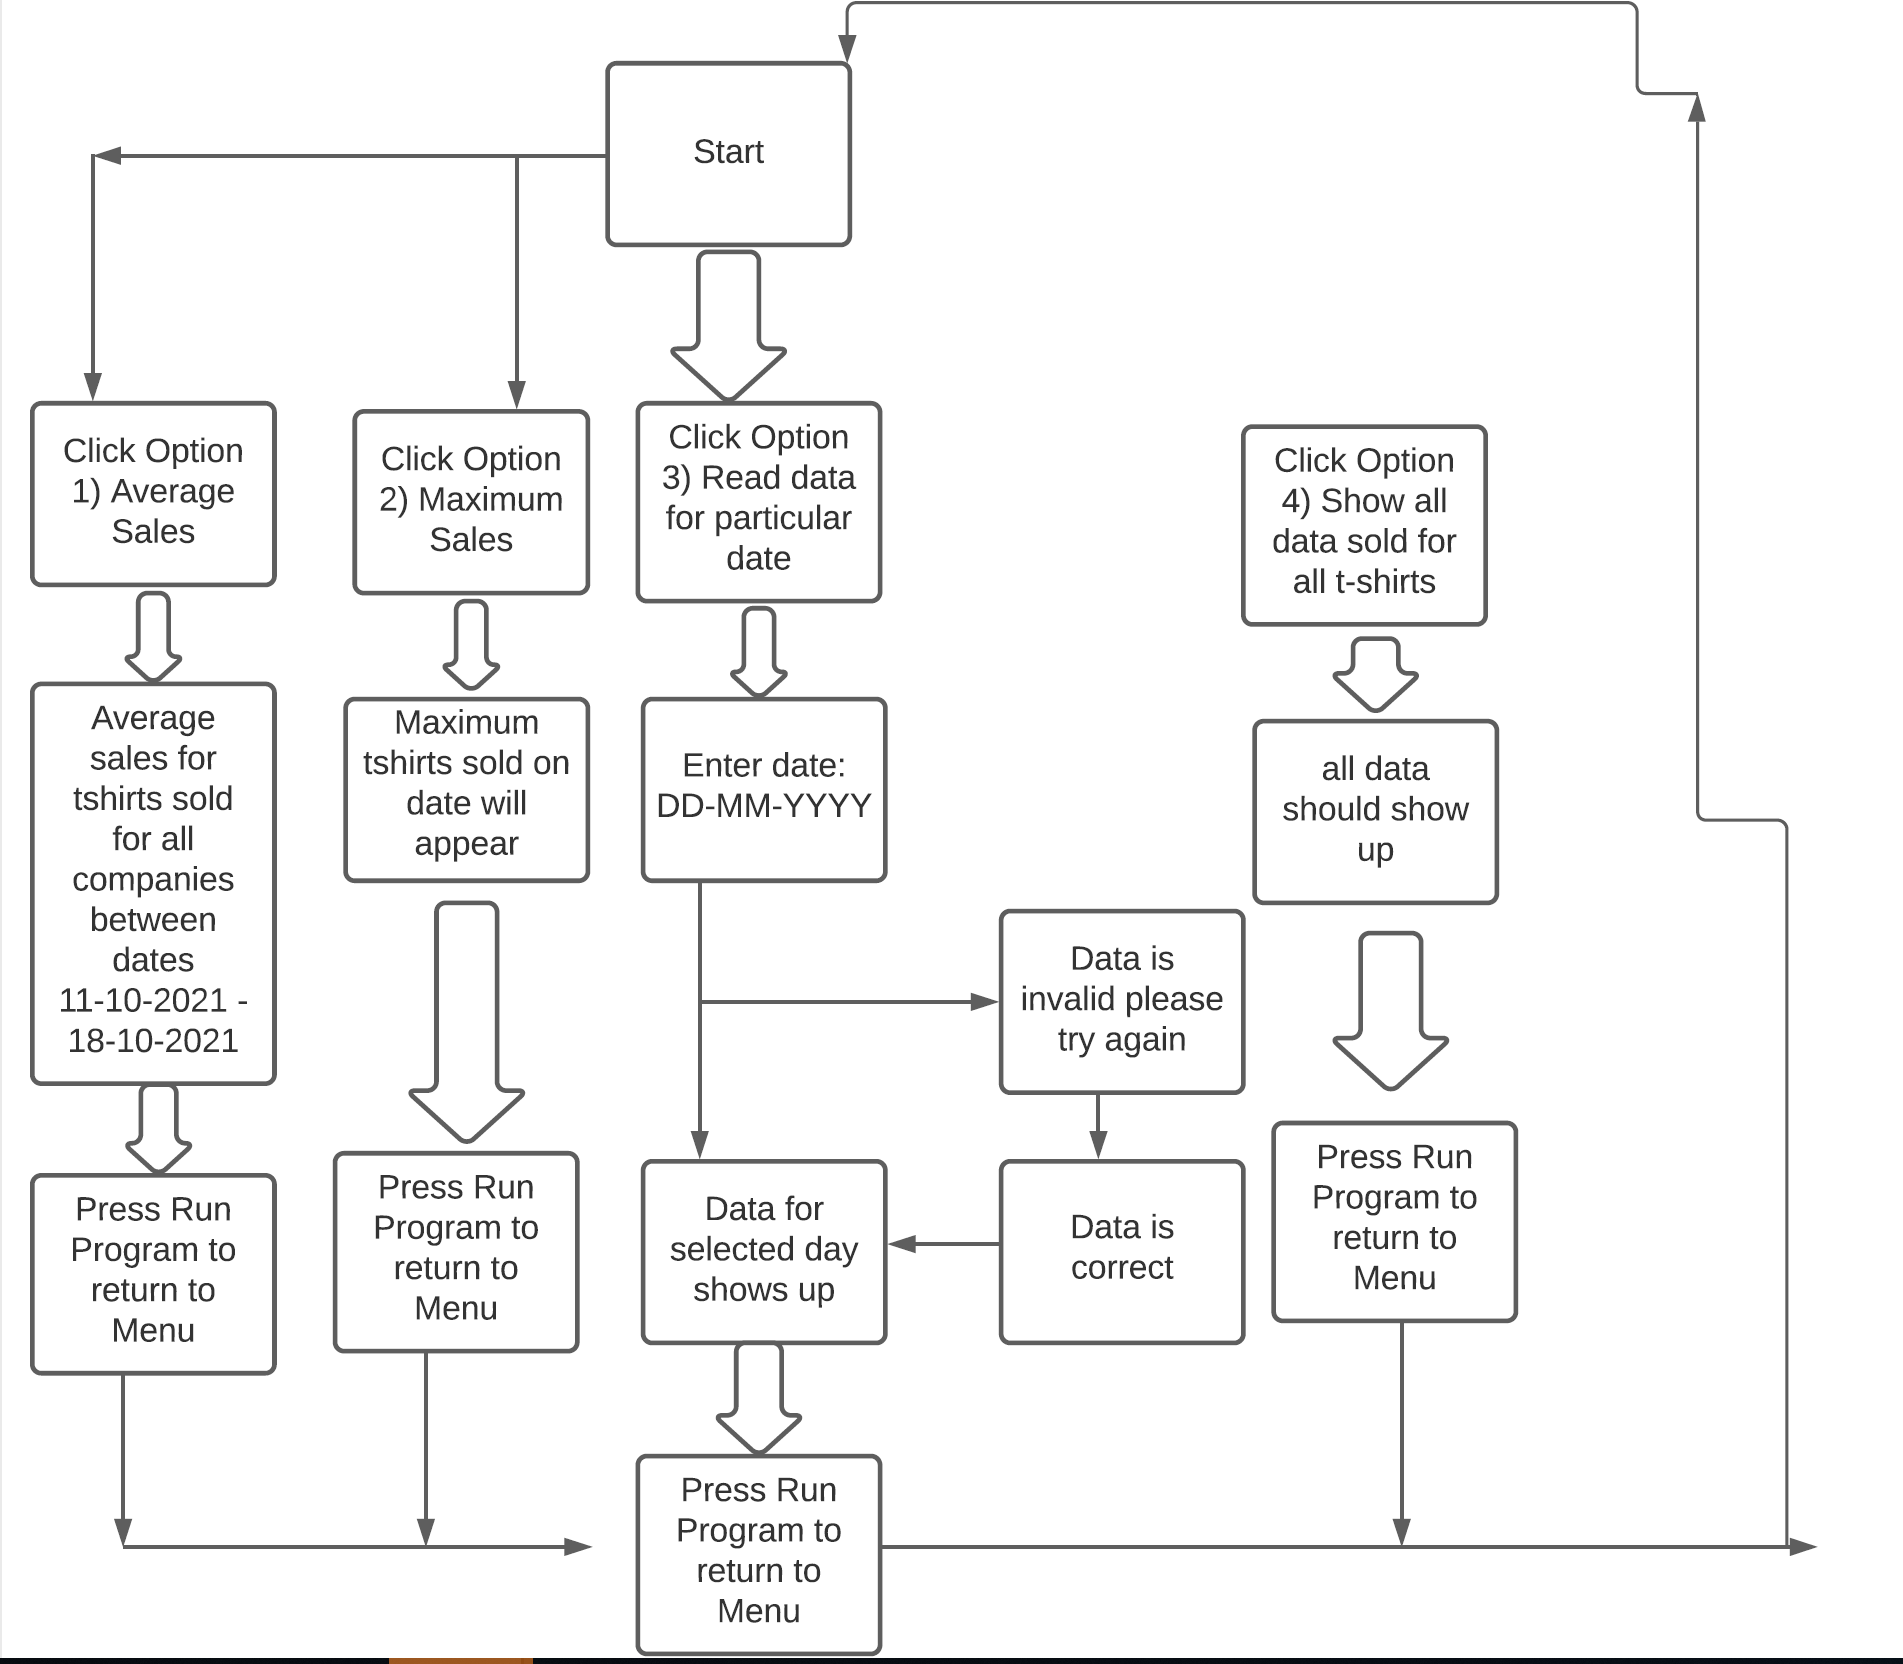 Start
Click Option
1) Average
Sales
Click Option
2) Maximum
Sales
Click Option
3) Read data
for particular
date
Click Option
4) Show all
data sold for
all t-shirts
Average
sales for
tshirts sold
for all
companies
between
dates
11-10-2021 -
18-10-2021
Maximum
tshirts sold on
date will
appear
Enter date:
DD-MM-YYYY
all data
should show
up
Data is
invalid please
try again
Press Run
Program to
return to
Menu
Press Run
Program to
return to
Menu
Data for
selected day
shows up
Data is
correct
Press Run
Program to
return to
Menu
Press Run
Program to
return to
Menu